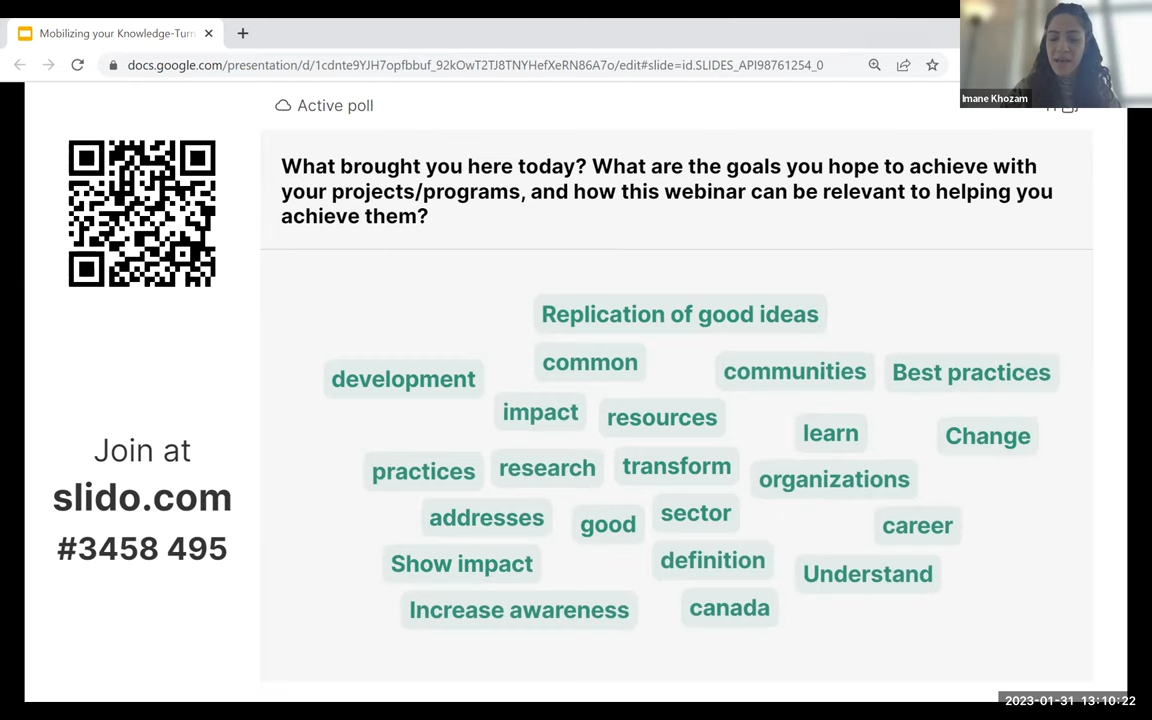 Mobilizing your Knowledge-Turn
docs.google.com/presentation/d/1cdnte9YJH7opfbbuf_92kOwT2TJ8TNYHefXeRN86A7o/edit#slide=id.SLIDES_API98761254_0
Imane Khozam
Active poll
What brought you here today? What are the goals you hope to achieve with
your projects/programs, and how this webinar can be relevant to helping you
achieve them?
Replication of good ideas
common
development
communities
Best practices
impact
resources
learn
Change
practices
research
transform
organizations
addresses
good
sector
career
Show impact
definition
Understand
Increase awareness
canada
Join at
slido.com
#3458 495
2023-01-31 13:10:22